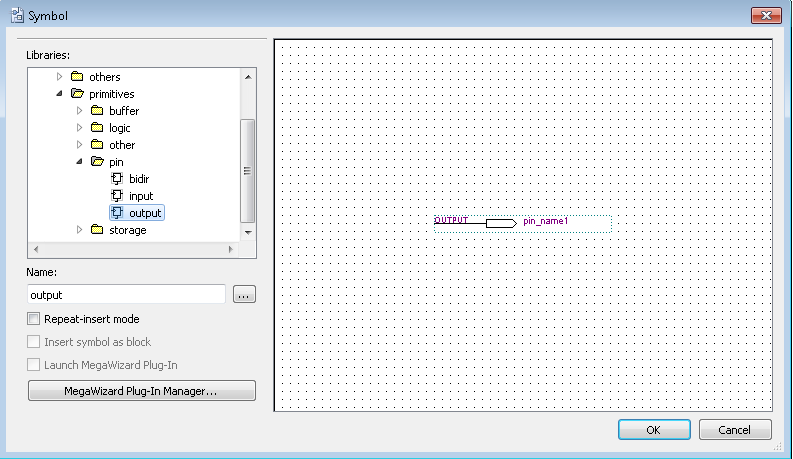 Symbol
Libraries:
others
primitives
buffer
logic
other
pin
bidir
input
output
storage
Name:
output
...
Repeat-insert mode
Insert symbol as block
Launch MegaWizard Plug-In
MegaWizard Plug-In Manager...
OUTPUT
pin_name1
OK
Cancel